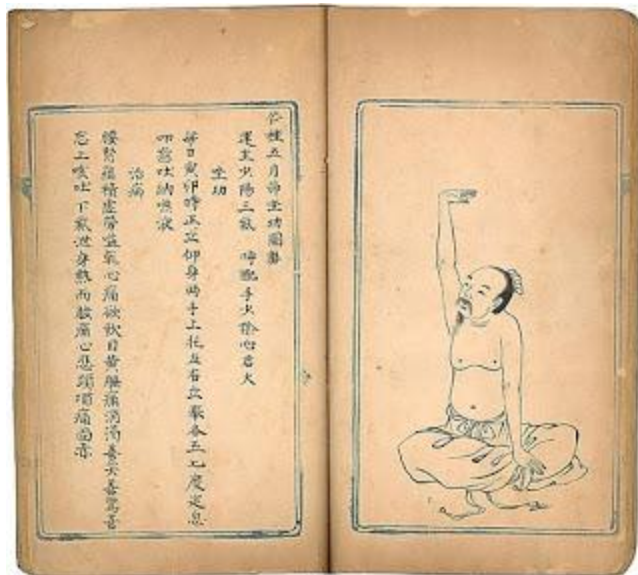 芒種五月節坐功圖勢
運主少陽三氣 時配手少陰心君火
坐功
每日寅卯時正立仰身兩手上托左右力舉各五七度定息
叩齒吐納嚥液
治病
腰腎蘊積虛勞嗌乾心痛欲飲目黃脇痛消渴善笑善驚善
忘上咳吐下氣泄身熱而股痛心悲頭項痛面赤